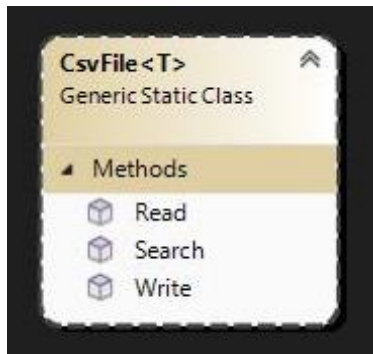 CsvFile<T>
Generic Static Class
Methods
Read
Search
Write